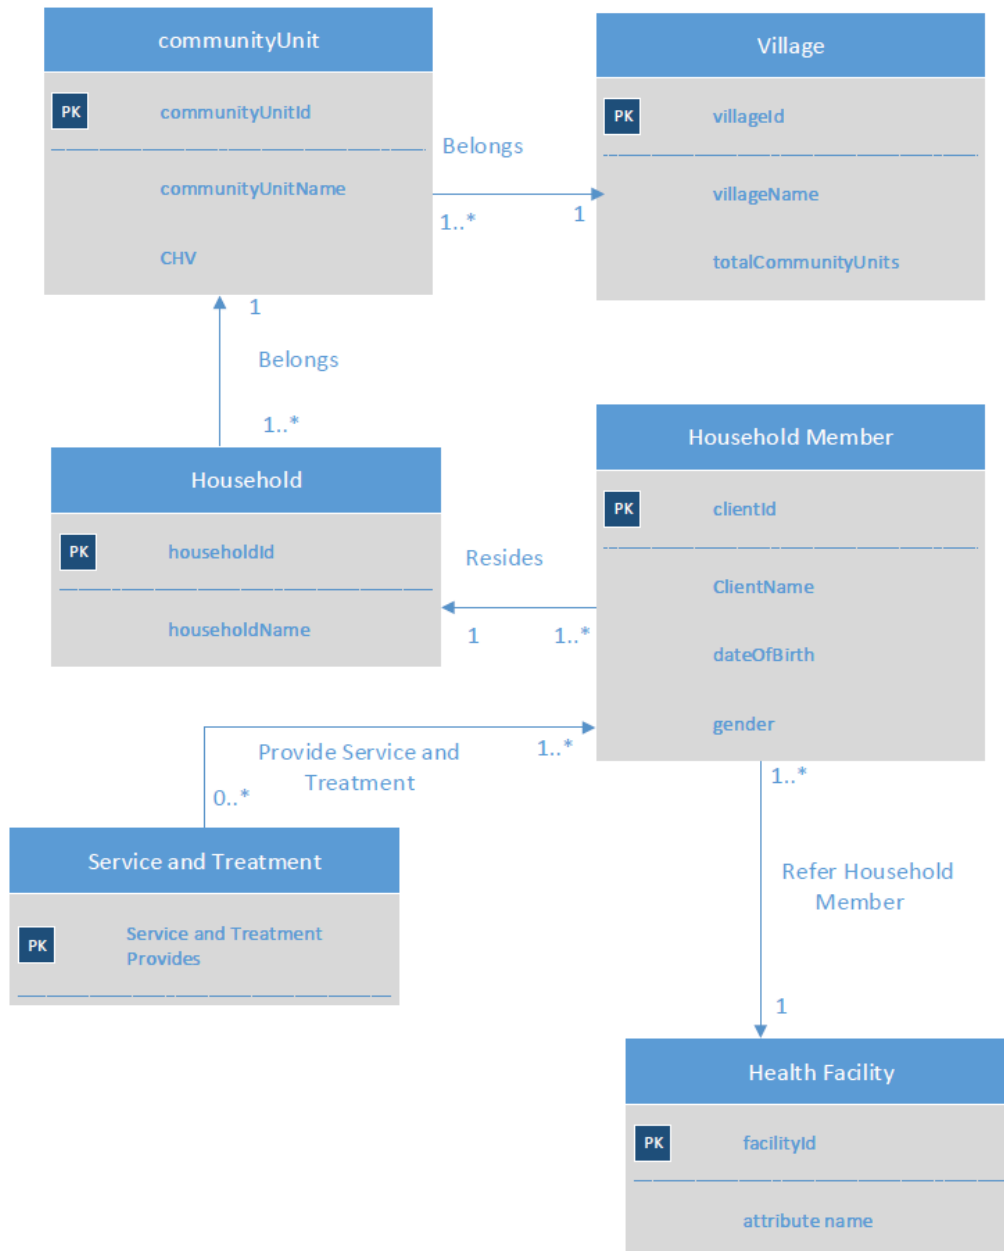 communityUnit
PK
communityUnitId
communityUnitName
CHV
Belongs
1..*
1
Village
PK
villageId
villageName
totalCommunityUnits
1
Belongs
1..*
Household
PK
householdId
householdName
Resides
1
1..*
Household Member
PK
clientId
ClientName
dateOfBirth
gender
Provide Service and
Treatment
1..*
0..*
Service and Treatment
PK
Service and Treatment
Provides
1..*
Refer Household
Member
1
Health Facility
PK
facilityId
attribute name